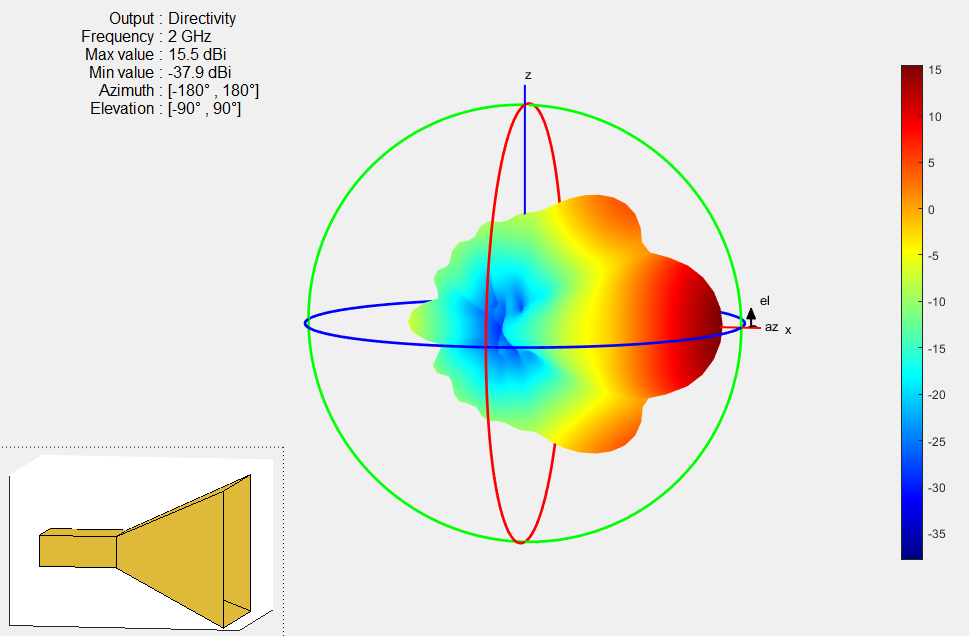 Output : Directivity
Frequency : 2 GHz
Max value : 15.5 dBi
Min value : -37.9 dBi
Azimuth : [-180° , 180°]
Elevation : [-90° , 90°]
z
el
az
x
15
10
5
0
-5
-10
-15
-20
-25
-30
-35